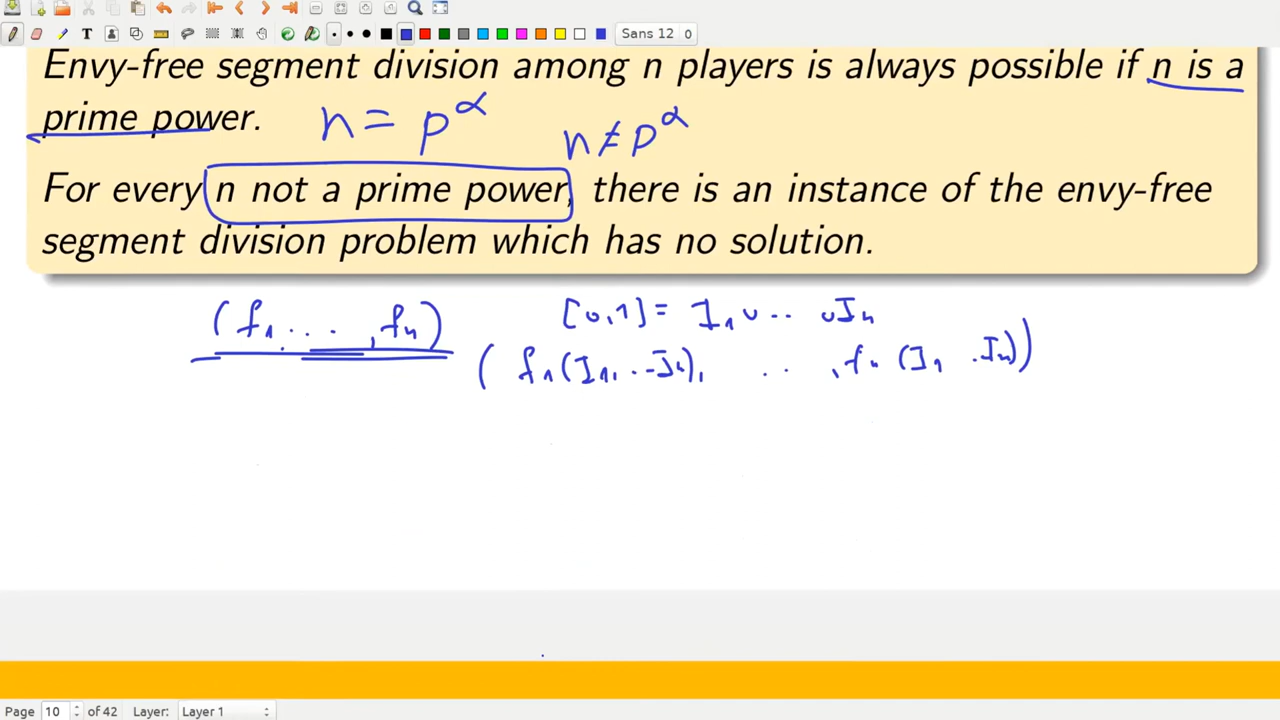 Sans 12 0
Envy-free segment division among n players is always possible if n is a
prime power. n = p^α n ≠ p^α
For every n not a prime power, there is an instance of the envy-free
segment division problem which has no solution.
(f₁, ... , fₙ) [0,1] = I₁ ∪ ... ∪ Iₙ
(f₁(I₁, ... Iₙ), ... , fₙ(I₁ ... Iₙ))
Page 10 of 42 Layer: Layer 1